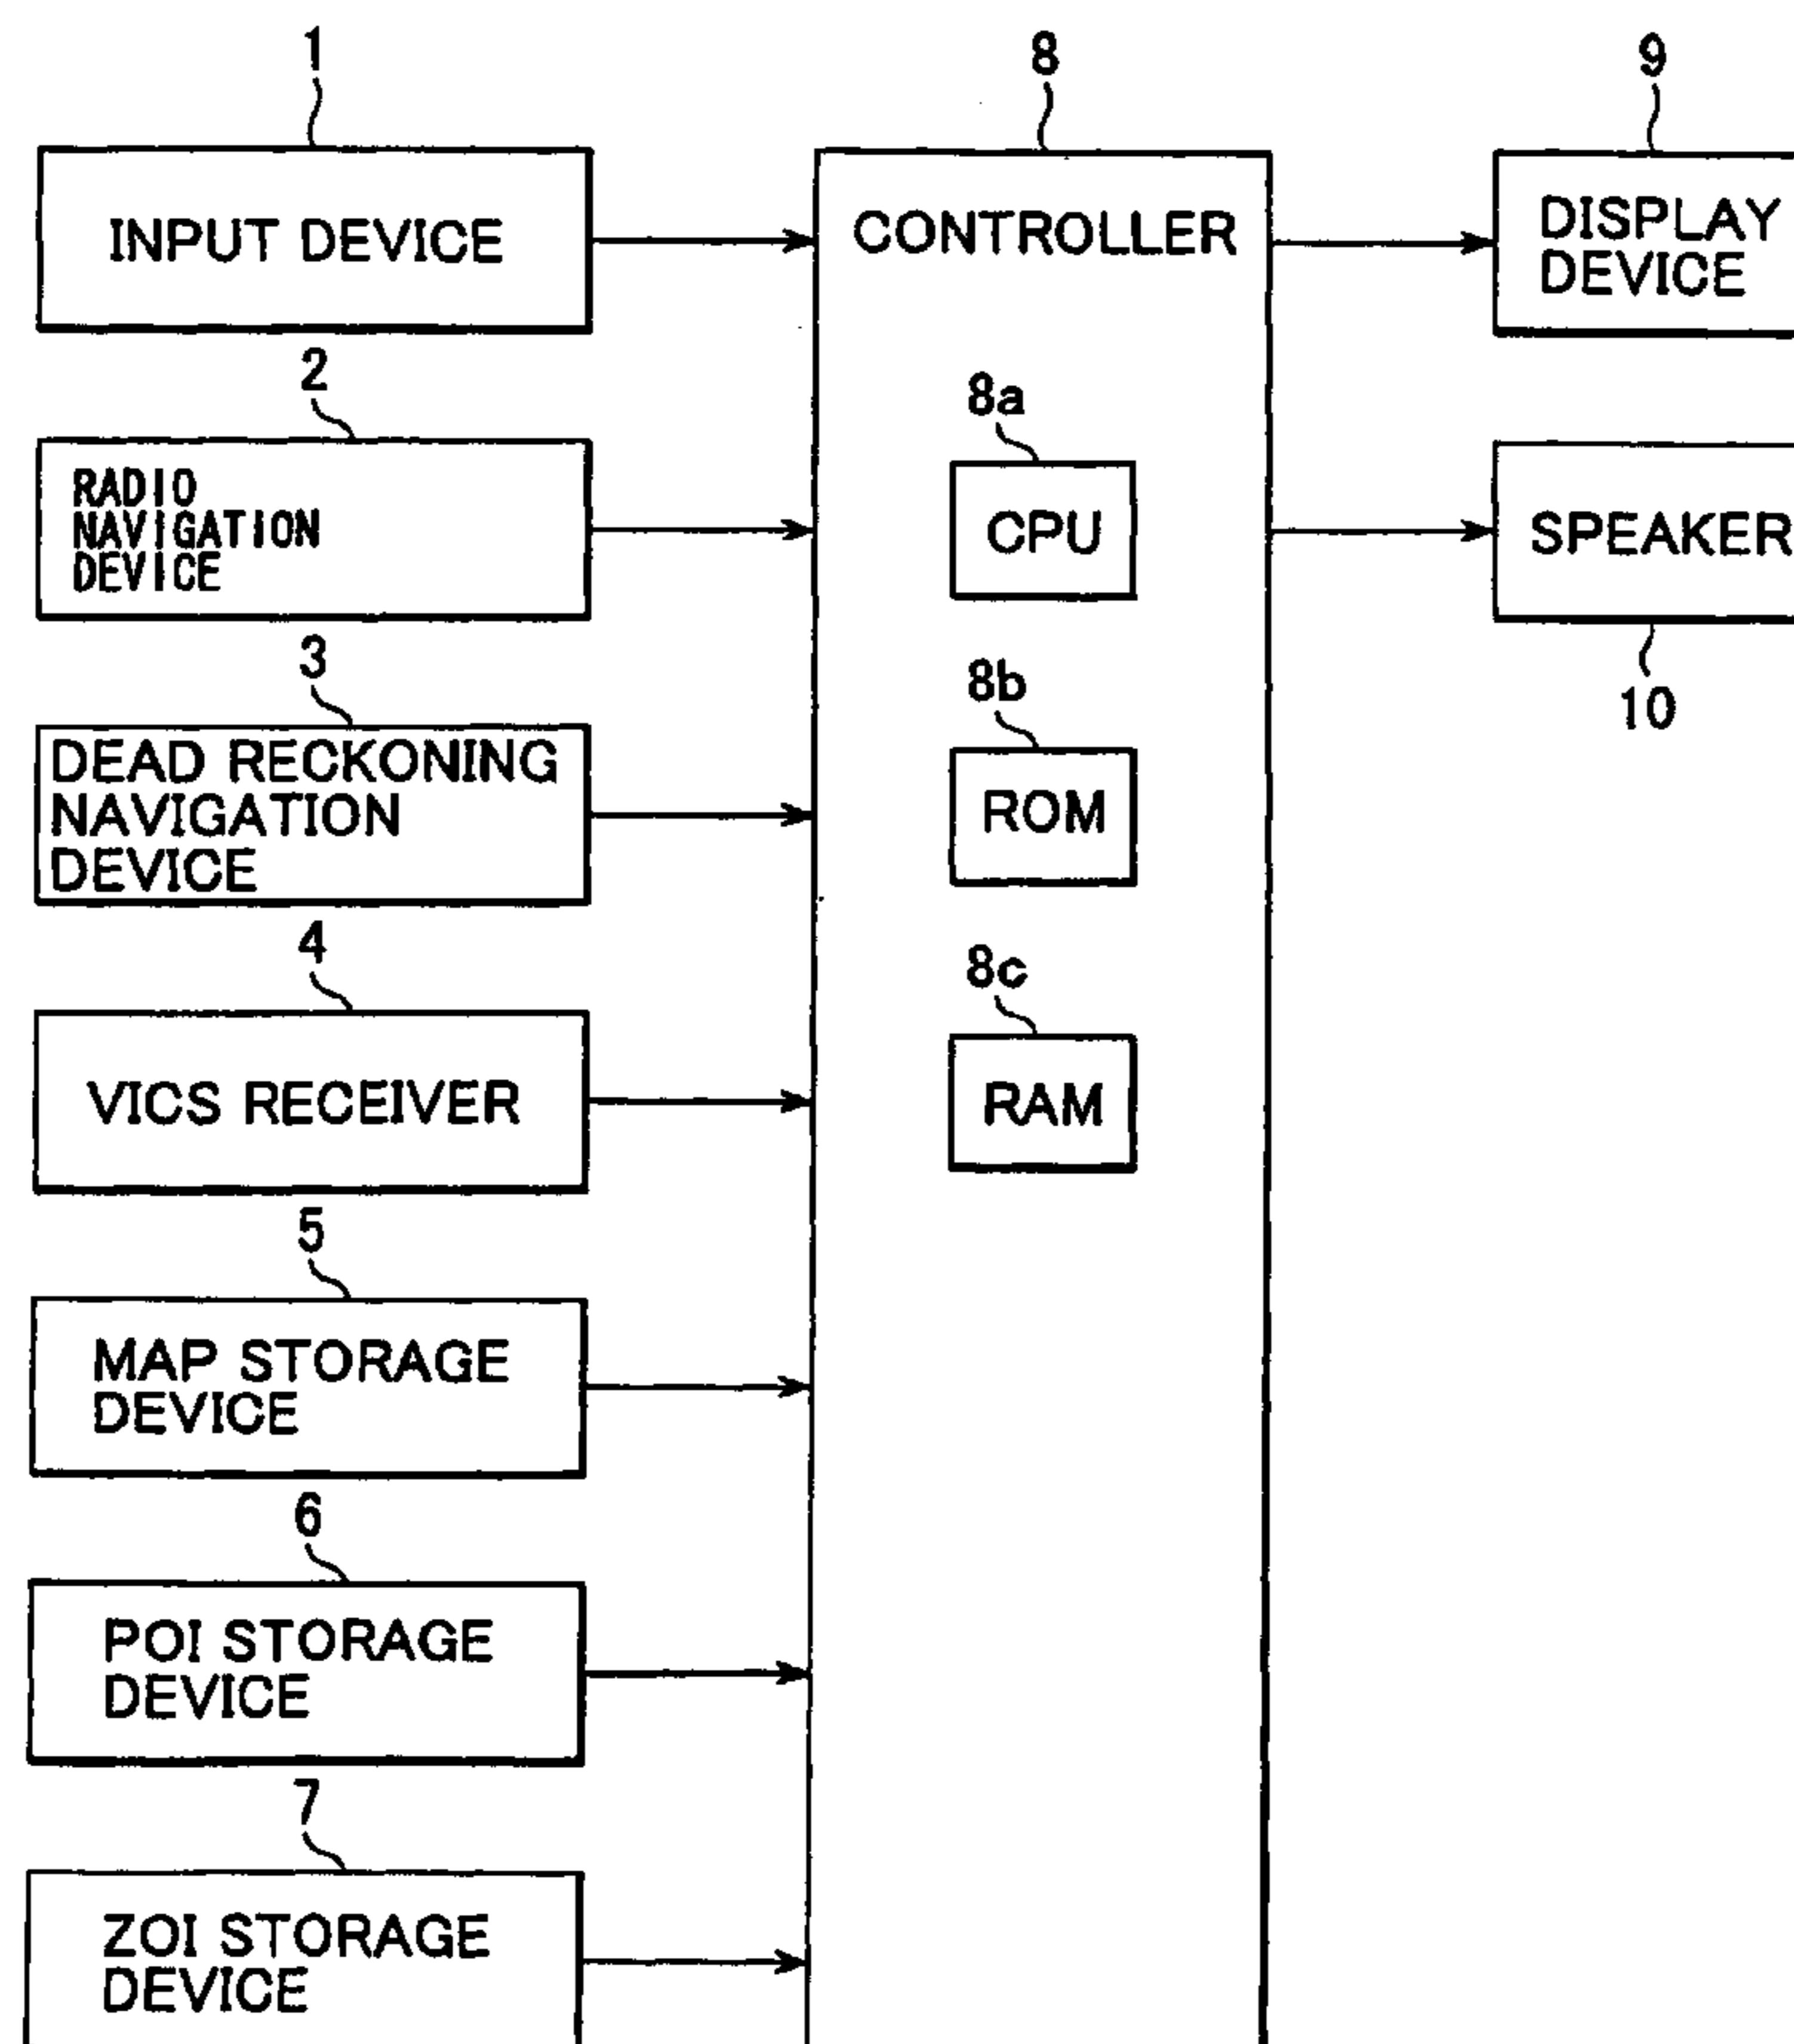 1
INPUT DEVICE
2
RADIO
NAVIGATION
DEVICE
3
DEAD RECKONING
NAVIGATION
DEVICE
4
VICS RECEIVER
5
MAP STORAGE
DEVICE
6
POI STORAGE
DEVICE
7
ZOI STORAGE
DEVICE
8
CONTROLLER
8a
CPU
8b
ROM
8c
RAM
9
DISPLAY
DEVICE
SPEAKER
10